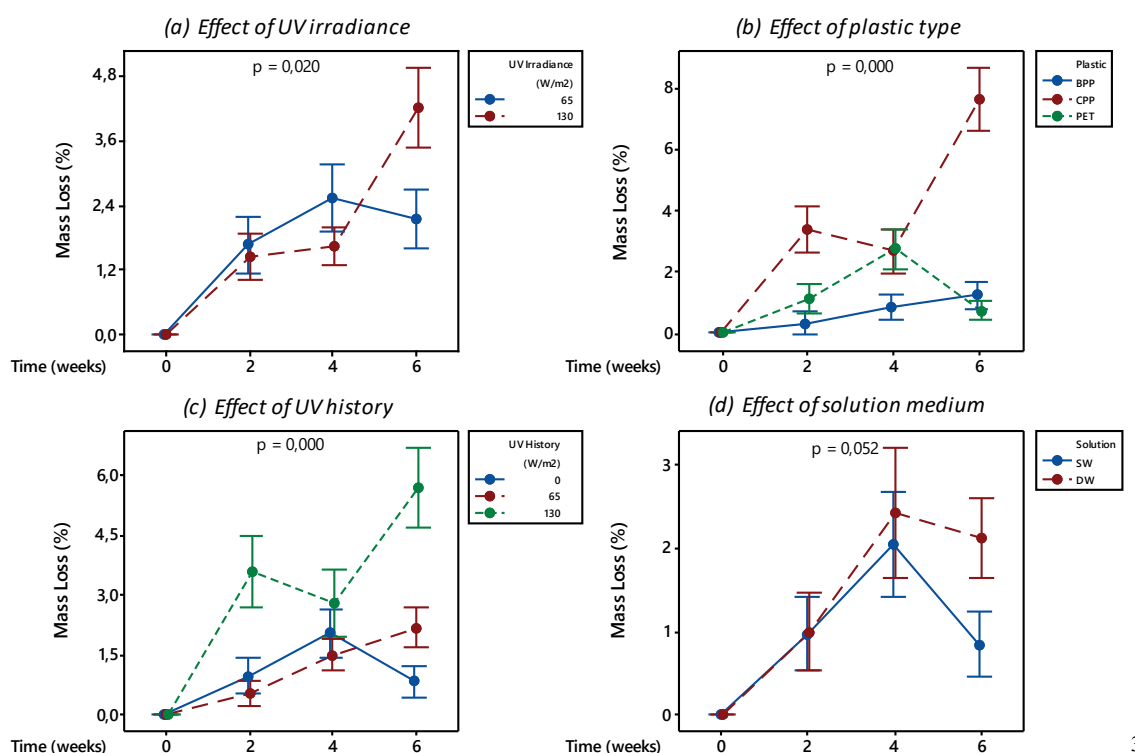 (a) Effect of UV irradiance
p = 0,020
UV Irradiance
(W/m2)
65
130
Mass Loss (%)
4,8
3,6
2,4
1,2
0,0
Time (weeks)
0 2 4 6
(b) Effect of plastic type
p = 0,000
Plastic
BPP
CPP
PET
Mass Loss (%)
8
6
4
2
0
Time (weeks)
0 2 4 6
(c) Effect of UV history
p = 0,000
UV History
(W/m2)
0
65
130
Mass Loss (%)
6,0
4,5
3,0
1,5
0,0
Time (weeks)
0 2 4 6
(d) Effect of solution medium
p = 0,052
Solution
SW
DW
Mass Loss (%)
3
2
1
0
Time (weeks)
0 2 4 6